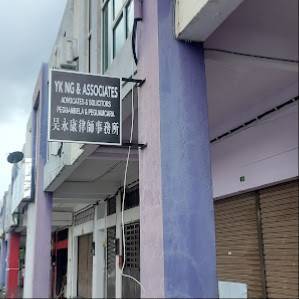 YK NG & ASSOCIATES
ADVOCATES & SOLICITORS
PEGUAMBELA & PEGUAMCARA
吴永康律師事務所